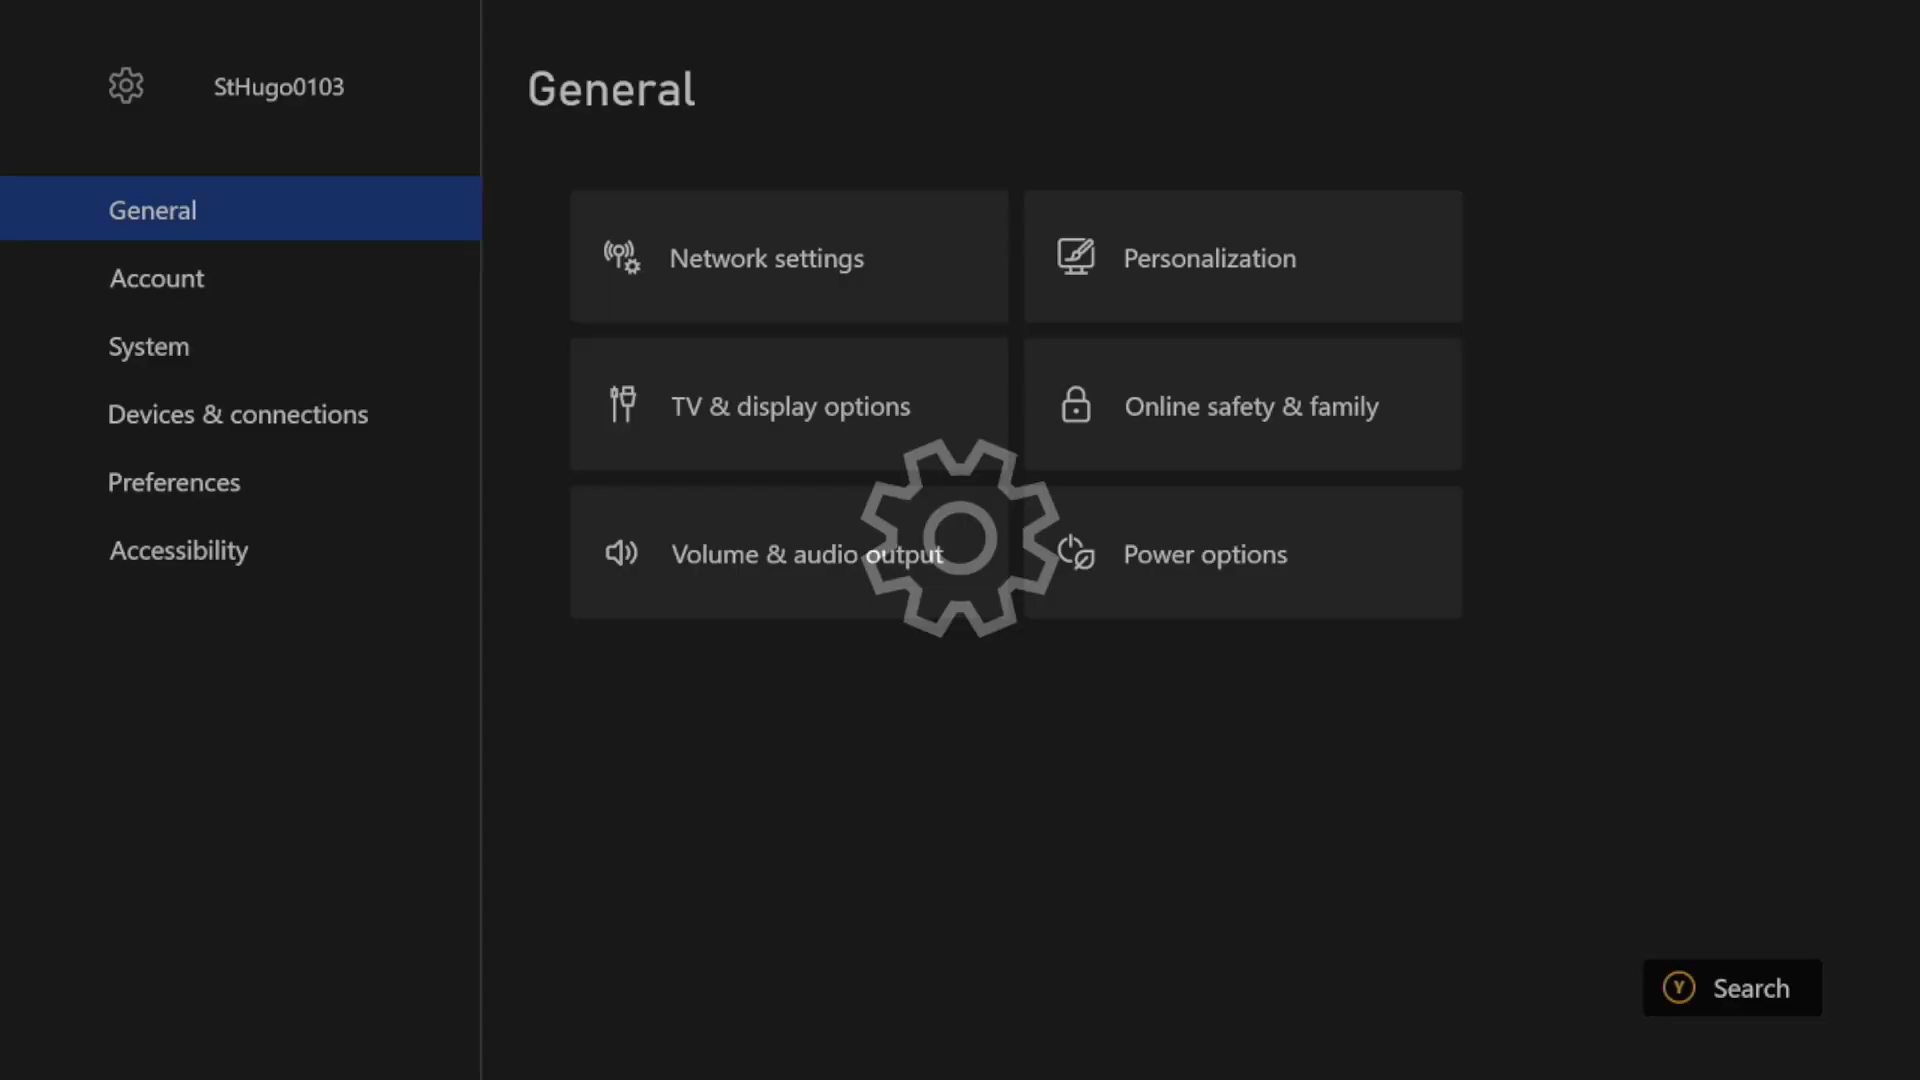 StHugo0103
General
Account
System
Devices & connections
Preferences
Accessibility
General
Network settings
Personalization
TV & display options
Online safety & family
Volume & audio output
Power options
Y Search